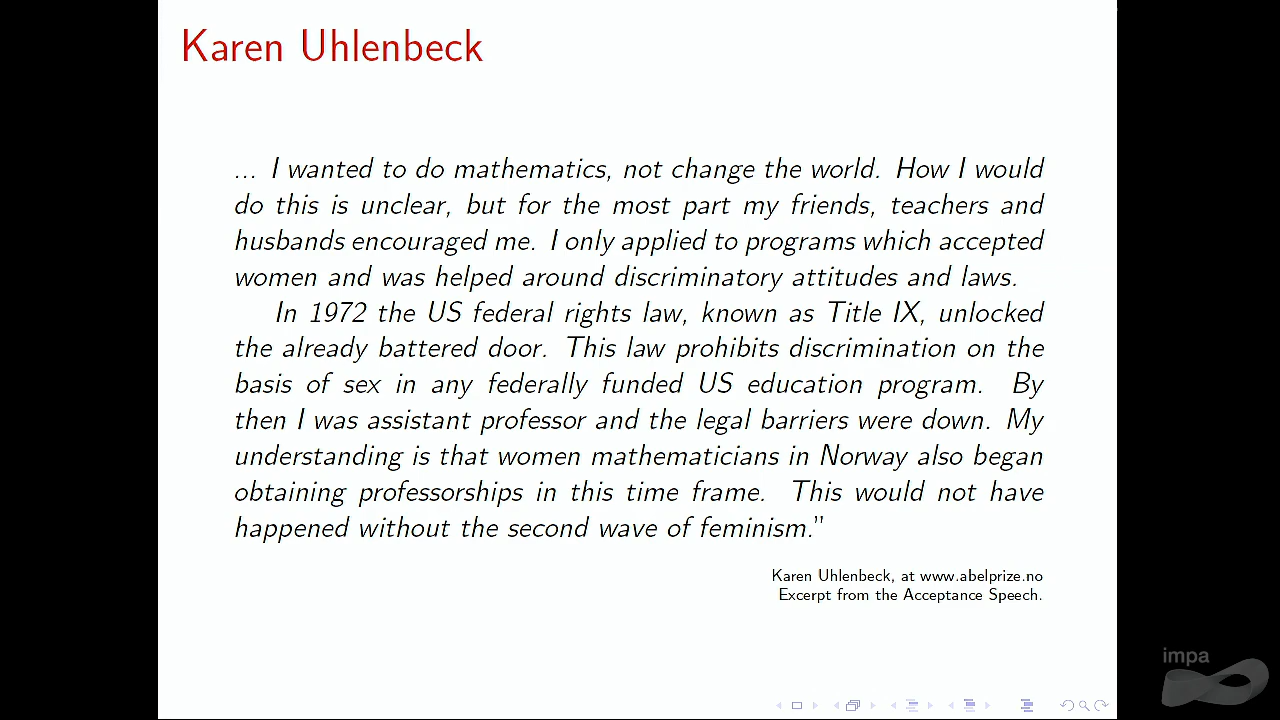 Karen Uhlenbeck
... I wanted to do mathematics, not change the world. How I would
do this is unclear, but for the most part my friends, teachers and
husbands encouraged me. I only applied to programs which accepted
women and was helped around discriminatory attitudes and laws.
In 1972 the US federal rights law, known as Title IX, unlocked
the already battered door. This law prohibits discrimination on the
basis of sex in any federally funded US education program. By
then I was assistant professor and the legal barriers were down. My
understanding is that women mathematicians in Norway also began
obtaining professorships in this time frame. This would not have
happened without the second wave of feminism.”
Karen Uhlenbeck, at www.abelprize.no
Excerpt from the Acceptance Speech.
impa